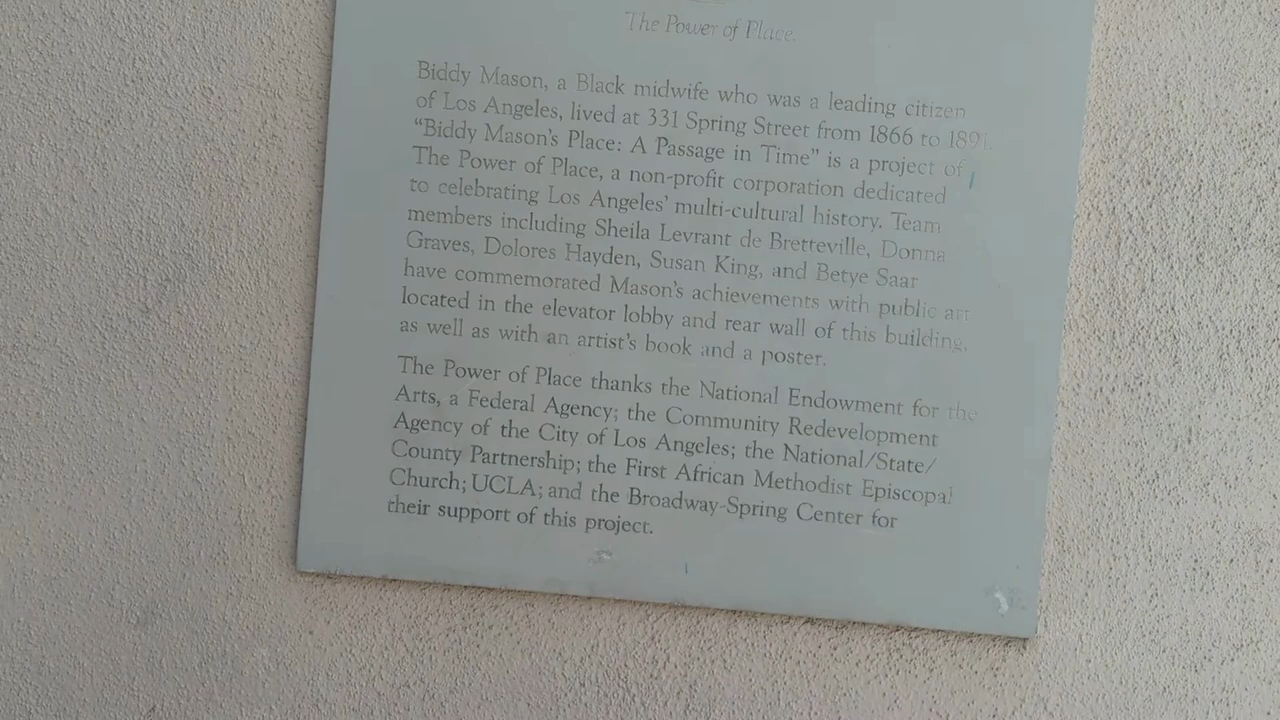 The Power of Place.
Biddy Mason, a Black midwife who was a leading citizen
of Los Angeles, lived at 331 Spring Street from 1866 to 1891.
“Biddy Mason's Place: A Passage in Time” is a project of
The Power of Place, a non-profit corporation dedicated
to celebrating Los Angeles' multi-cultural history. Team
members including Sheila Levrant de Bretteville, Donna
Graves, Dolores Hayden, Susan King, and Betye Saar
have commemorated Mason's achievements with public art
located in the elevator lobby and rear wall of this building,
as well as with an artist's book and a poster.
The Power of Place thanks the National Endowment for the
Arts, a Federal Agency; the Community Redevelopment
Agency of the City of Los Angeles; the National/State/
County Partnership; the First African Methodist Episcopal
Church; UCLA; and the Broadway-Spring Center for
their support of this project.